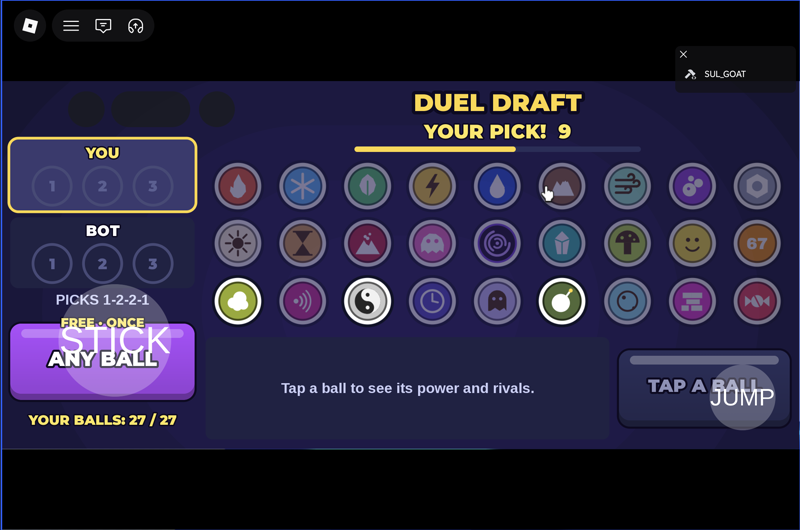 SUL_GOAT
DUEL DRAFT
YOUR PICK! 9
YOU
1 2 3
BOT
1 2 3
PICKS 1-2-2-1
FREE • ONCE
STICK
ANY BALL
YOUR BALLS: 27 / 27
67
Tap a ball to see its power and rivals.
TAP A BALL
JUMP